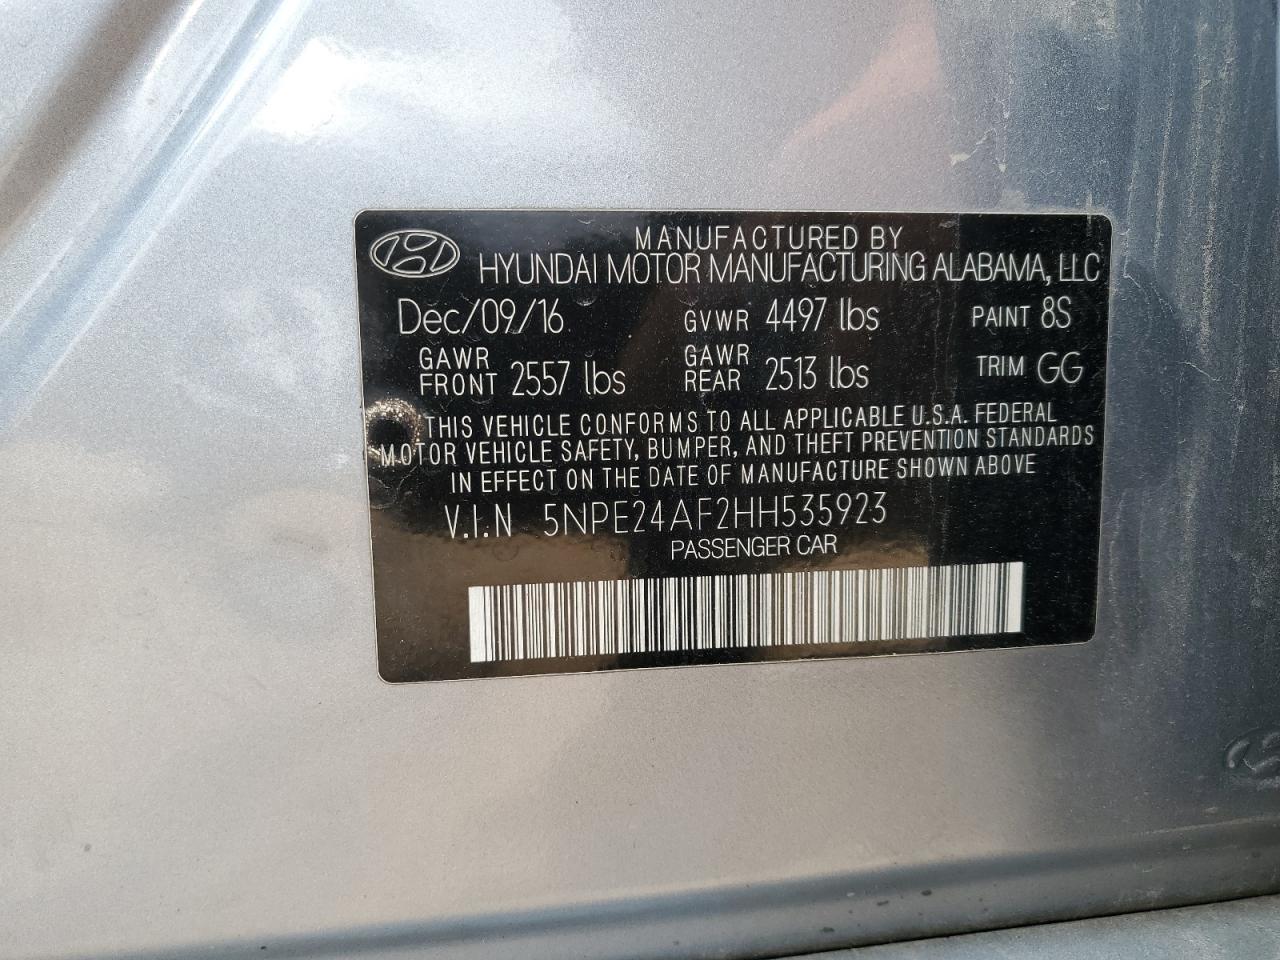 MANUFACTURED BY
HYUNDAI MOTOR MANUFACTURING ALABAMA, LLC
Dec/09/16 GVWR 4497 lbs PAINT 8S
GAWR FRONT 2557 lbs GAWR REAR 2513 lbs TRIM GG
THIS VEHICLE CONFORMS TO ALL APPLICABLE U.S.A. FEDERAL
MOTOR VEHICLE SAFETY, BUMPER, AND THEFT PREVENTION STANDARDS
IN EFFECT ON THE DATE OF MANUFACTURE SHOWN ABOVE
V.I.N 5NPE24AF2HH535923
PASSENGER CAR